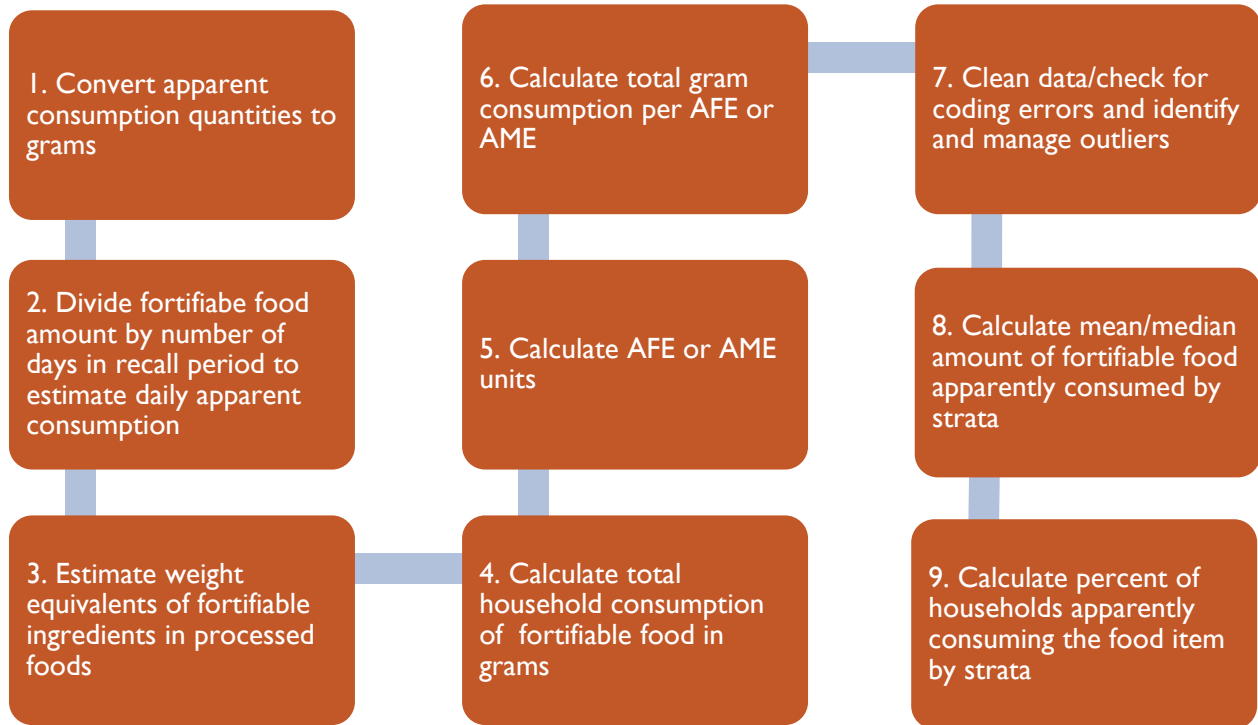 1. Convert apparent
consumption quantities to
grams
2. Divide fortifiabe food
amount by number of
days in recall period to
estimate daily apparent
consumption
3. Estimate weight
equivalents of fortifiable
ingredients in processed
foods
4. Calculate total
household consumption
of fortifiable food in
grams
5. Calculate AFE or AME
units
6. Calculate total gram
consumption per AFE or
AME
7. Clean data/check for
coding errors and identify
and manage outliers
8. Calculate mean/median
amount of fortifiable food
apparently consumed by
strata
9. Calculate percent of
households apparently
consuming the food item
by strata